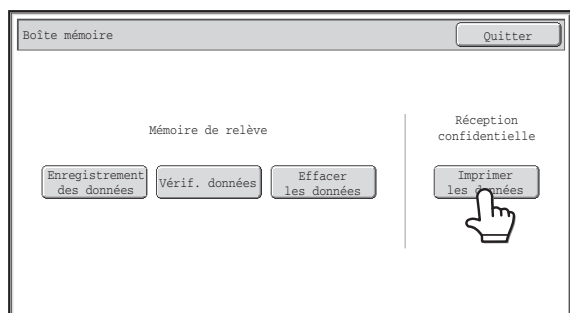 Boîte mémoire
Quitter
Mémoire de relève
Réception
confidentielle
Enregistrement
des données
Vérif. données
Effacer
les données
Imprimer
les données